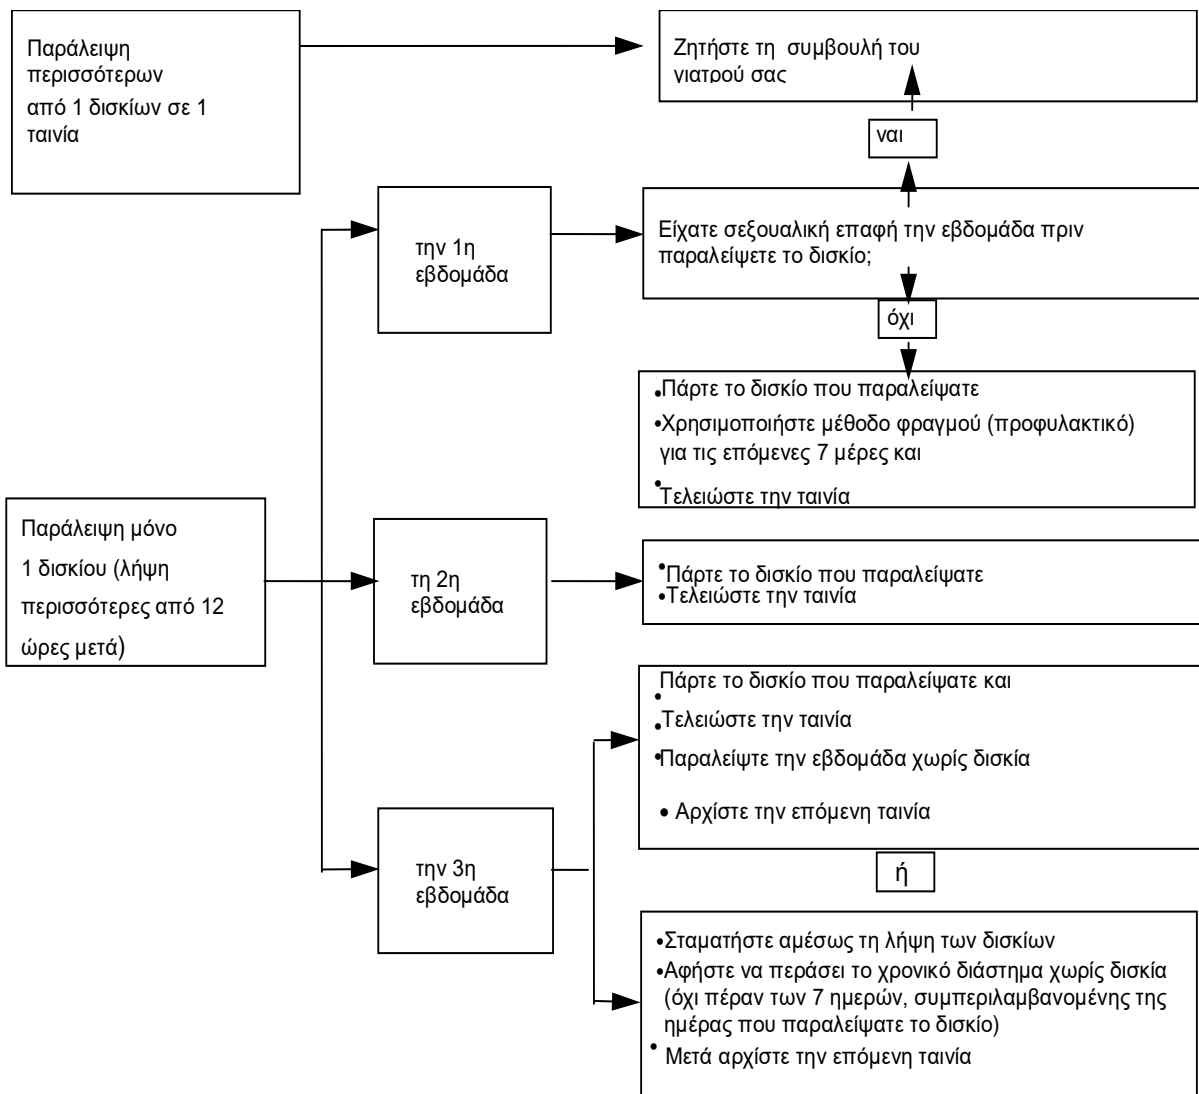 Παράλειψη
περισσότερων
από 1 δισκίων σε 1
ταινία
Ζητήστε τη συμβουλή του
γιατρού σας
ναι
την 1η
εβδομάδα
Είχατε σεξουαλική επαφή την εβδομάδα πριν
παραλείψετε το δισκίο;
όχι
•Πάρτε το δισκίο που παραλείψατε
•Χρησιμοποιήστε μέθοδο φραγμού (προφυλακτικό)
για τις επόμενες 7 μέρες και
•Τελειώστε την ταινία
Παράλειψη μόνο
1 δισκίου (λήψη
περισσότερες από 12
ώρες μετά)
τη 2η
εβδομάδα
•Πάρτε το δισκίο που παραλείψατε
•Τελειώστε την ταινία
•Πάρτε το δισκίο που παραλείψατε και
•Τελειώστε την ταινία
•Παραλείψτε την εβδομάδα χωρίς δισκία
• Αρχίστε την επόμενη ταινία
την 3η
εβδομάδα
ή
•Σταματήστε αμέσως τη λήψη των δισκίων
•Αφήστε να περάσει το χρονικό διάστημα χωρίς δισκία
(όχι πέραν των 7 ημερών, συμπεριλαμβανομένης της
ημέρας που παραλείψατε το δισκίο)
• Μετά αρχίστε την επόμενη ταινία